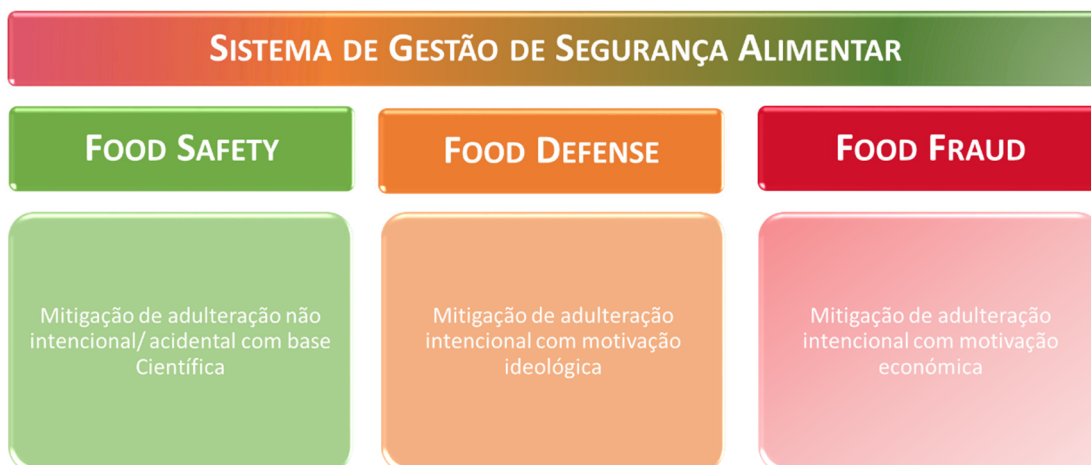 SISTEMA DE GESTÃO DE SEGURANÇA ALIMENTAR
FOOD SAFETY
Mitigação de adulteração não
intencional/ acidental com base
Científica
FOOD DEFENSE
Mitigação de adulteração
intencional com motivação
ideológica
FOOD FRAUD
Mitigação de adulteração
intencional com motivação
económica